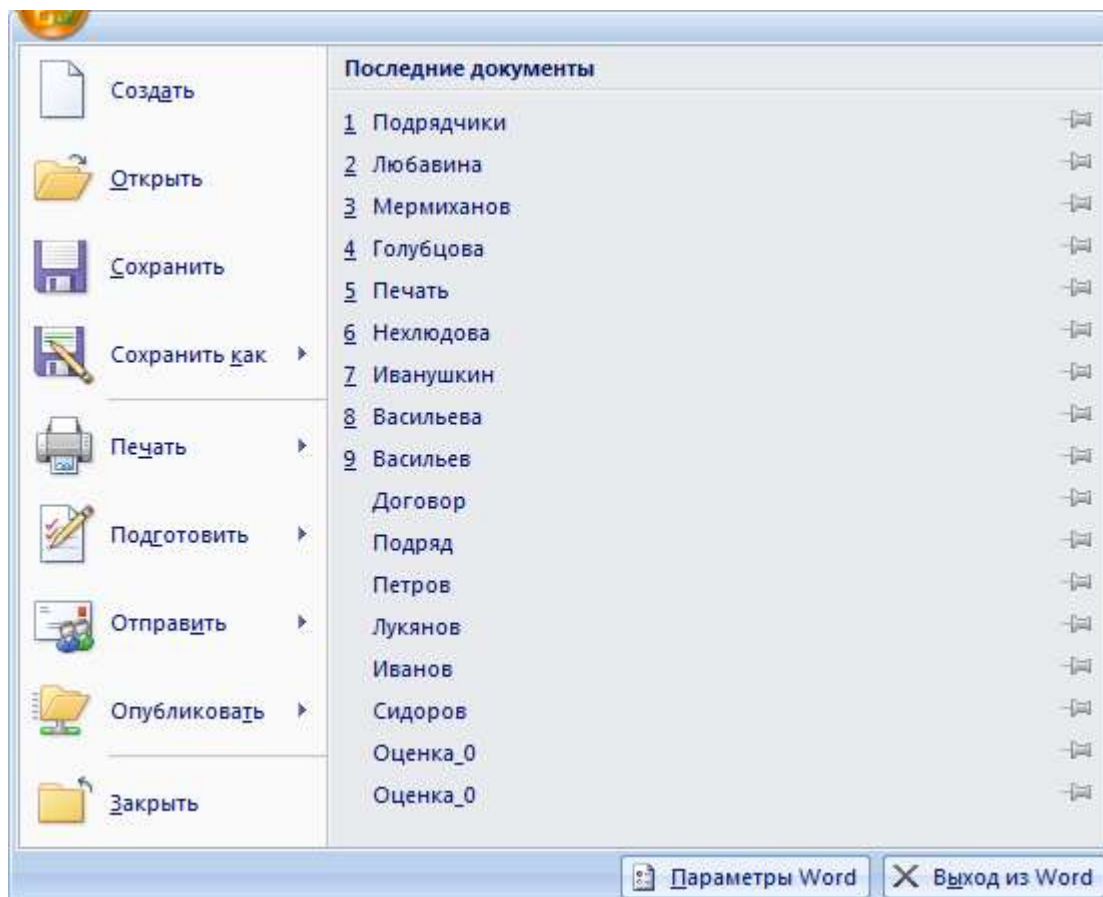 Создать
Открыть
Сохранить
Сохранить как
Печать
Подготовить
Отправить
Опубликовать
Закрыть
Последние документы
1 Подрядчики
2 Любавина
3 Мермиханов
4 Голубцова
5 Печать
6 Нехлюдова
7 Иванушкин
8 Васильева
9 Васильев
Договор
Подряд
Петров
Лукянов
Иванов
Сидоров
Оценка_0
Оценка_0
Параметры Word
Выход из Word